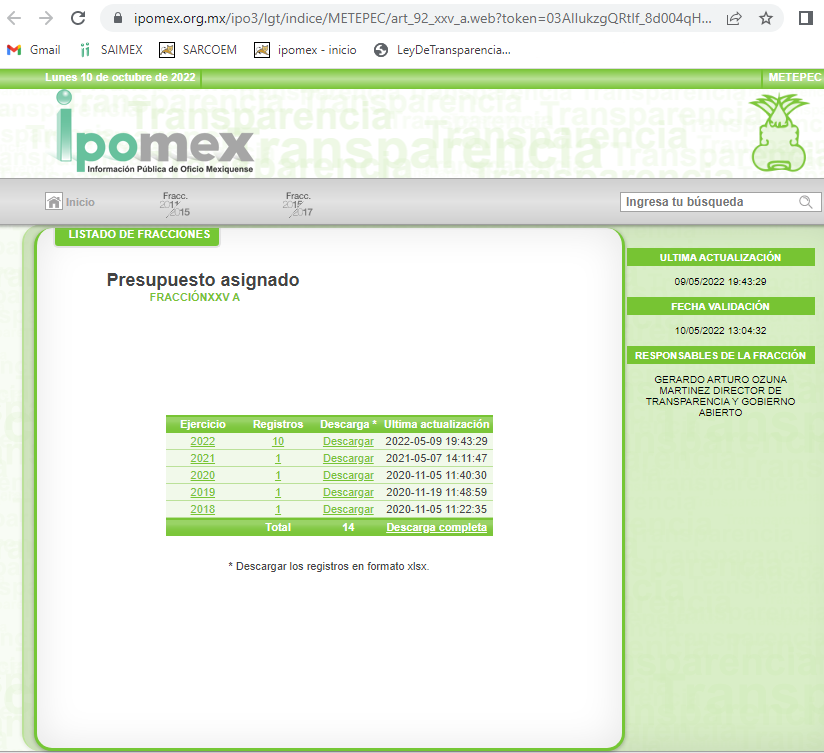 ipomex.org.mx/ipo3/lgt/indice/METEPEC/art_92_xxv_a.web?token=03AIIukzgQRtlf_8d004qH...
Gmail SAIMEX SARCOEM ipomex - inicio LeyDeTransparencia...
Lunes 10 de octubre de 2022 METEPEC
Transparencia
ipomex
Información Pública de Oficio Mexiquense
Inicio
Fracc.
2015
Fracc.
2017
Ingresa tu búsqueda
LISTADO DE FRACCIONES
Presupuesto asignado
FRACCIÓNXXV A
Ejercicio Registros Descarga * Ultima actualización
2022 10 Descargar 2022-05-09 19:43:29
2021 1 Descargar 2021-05-07 14:11:47
2020 1 Descargar 2020-11-05 11:40:30
2019 1 Descargar 2020-11-19 11:48:59
2018 1 Descargar 2020-11-05 11:22:35
Total 14 Descarga completa
* Descargar los registros en formato xlsx.
ULTIMA ACTUALIZACIÓN
09/05/2022 19:43:29
FECHA VALIDACIÓN
10/05/2022 13:04:32
RESPONSABLES DE LA FRACCIÓN
GERARDO ARTURO OZUNA
MARTINEZ DIRECTOR DE
TRANSPARENCIA Y GOBIERNO
ABIERTO